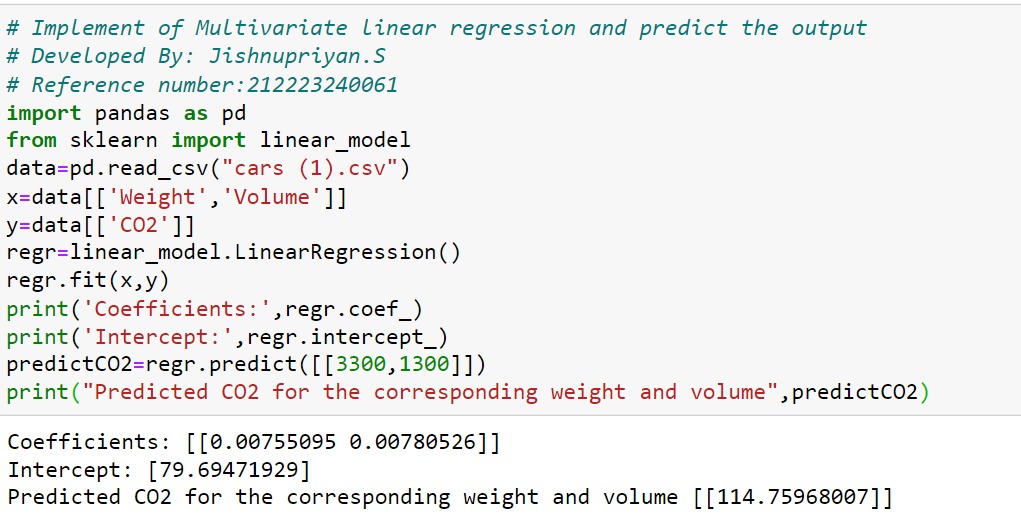 # Implement of Multivariate linear regression and predict the output
# Developed By: Jishnupriyan.S
# Reference number:212223240061
import pandas as pd
from sklearn import linear_model
data=pd.read_csv("cars (1).csv")
x=data[['Weight','Volume']]
y=data[['CO2']]
regr=linear_model.LinearRegression()
regr.fit(x,y)
print('Coefficients:',regr.coef_)
print('Intercept:',regr.intercept_)
predictCO2=regr.predict([[3300,1300]])
print("Predicted CO2 for the corresponding weight and volume",predictCO2)
Coefficients: [[0.00755095 0.00780526]]
Intercept: [79.69471929]
Predicted CO2 for the corresponding weight and volume [[114.75968007]]